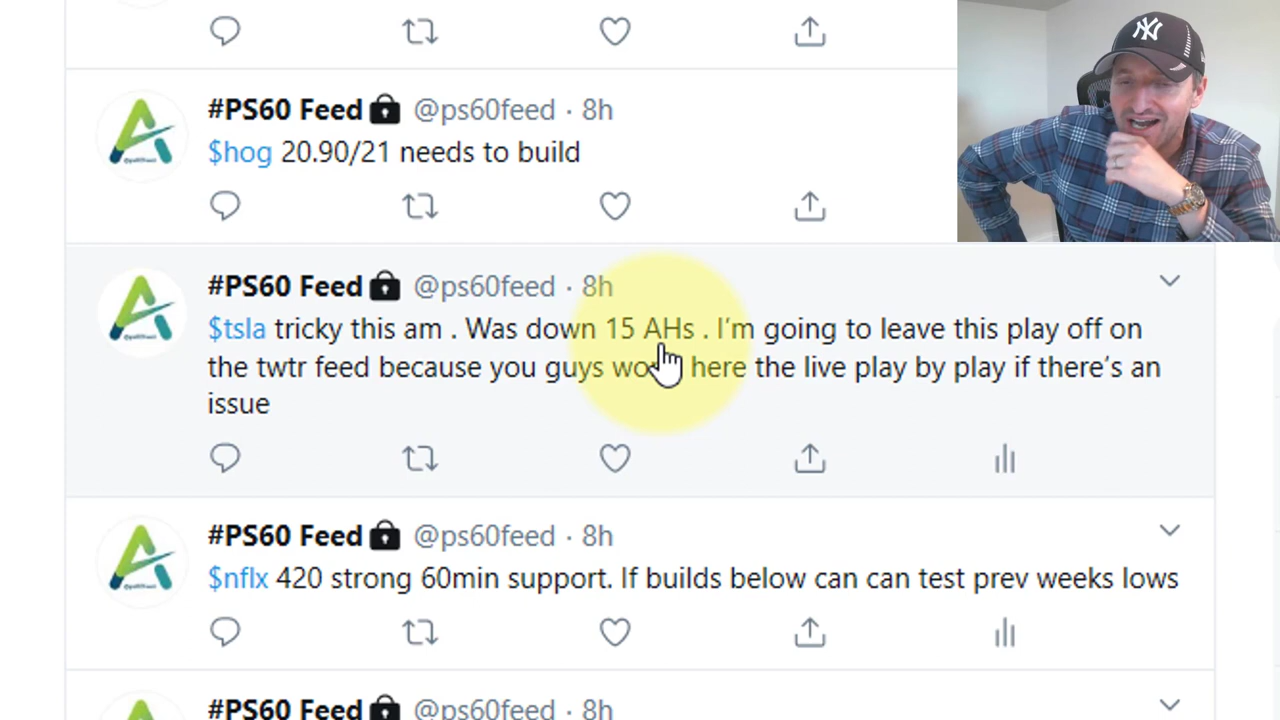 #PS60 Feed @ps60feed · 8h
$hog 20.90/21 needs to build
#PS60 Feed @ps60feed · 8h
$tsla tricky this am . Was down 15 AHs . I'm going to leave this play off on
the twtr feed because you guys here the live play by play if there's an
issue
#PS60 Feed @ps60feed · 8h
$nflx 420 strong 60min support. If builds below can can test prev weeks lows
#PS60 Feed @ps60feed · 8h